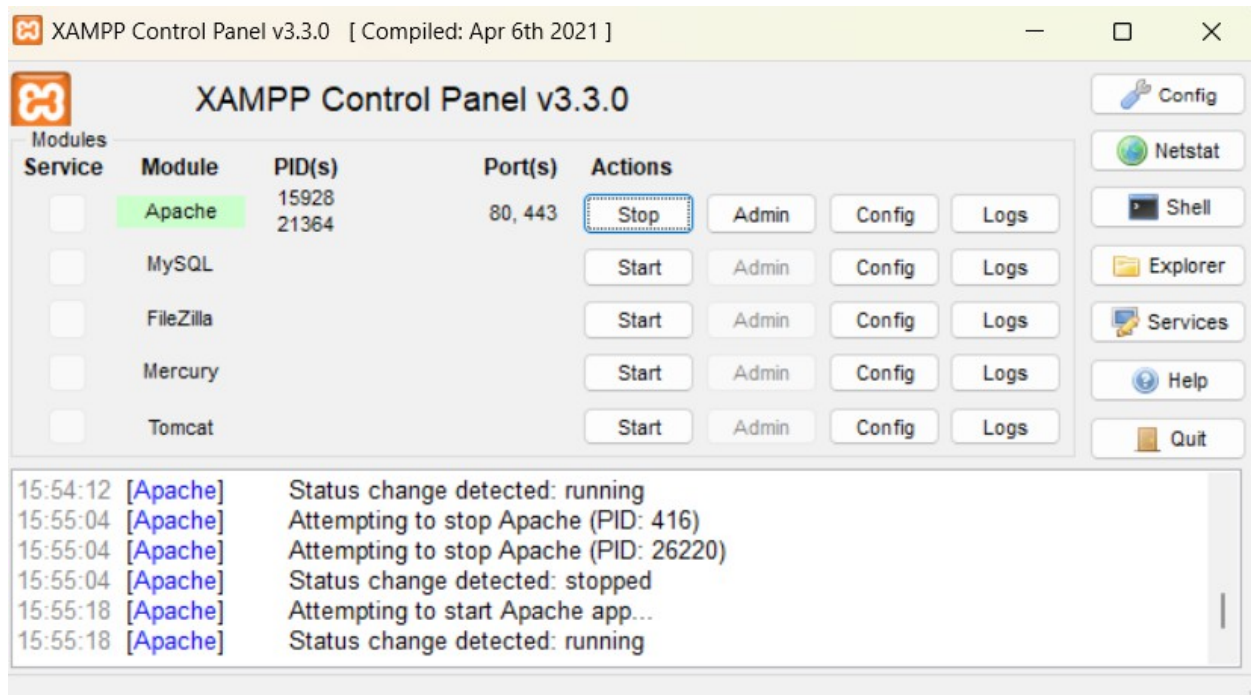 XAMPP Control Panel v3.3.0 [ Compiled: Apr 6th 2021 ]
XAMPP Control Panel v3.3.0
Config
Modules
Service Module PID(s) Port(s) Actions
Netstat
Apache 15928 21364 80, 443 Stop Admin Config Logs
Shell
MySQL Start Admin Config Logs
Explorer
FileZilla Start Admin Config Logs
Services
Mercury Start Admin Config Logs
Help
Tomcat Start Admin Config Logs
Quit
15:54:12 [Apache] Status change detected: running
15:55:04 [Apache] Attempting to stop Apache (PID: 416)
15:55:04 [Apache] Attempting to stop Apache (PID: 26220)
15:55:04 [Apache] Status change detected: stopped
15:55:18 [Apache] Attempting to start Apache app...
15:55:18 [Apache] Status change detected: running